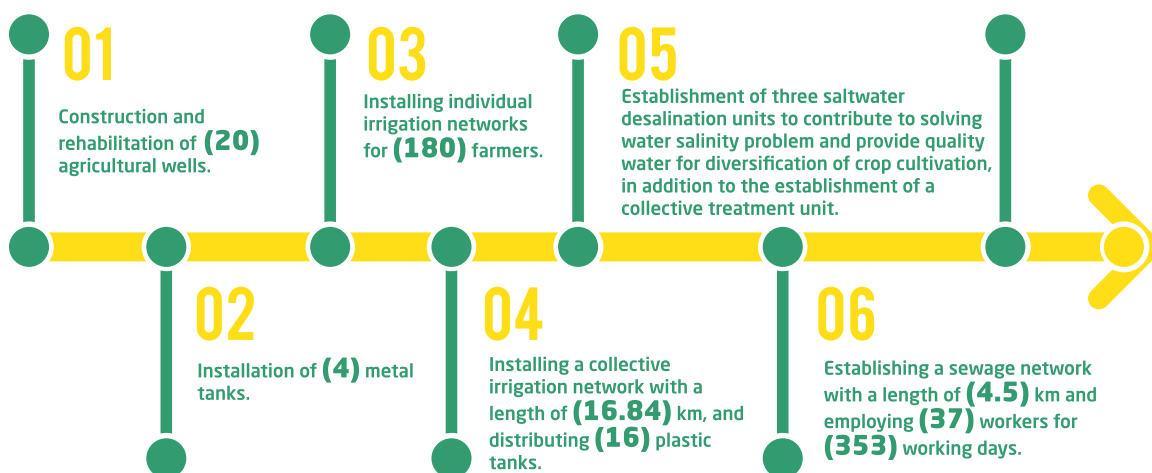 01
Construction and
rehabilitation of (20)
agricultural wells.
02
Installation of (4) metal
tanks.
03
Installing individual
irrigation networks
for (180) farmers.
04
Installing a collective
irrigation network with a
length of (16.84) km, and
distributing (16) plastic
tanks.
05
Establishment of three saltwater
desalination units to contribute to solving
water salinity problem and provide quality
water for diversification of crop cultivation,
in addition to the establishment of a
collective treatment unit.
06
Establishing a sewage network
with a length of (4.5) km and
employing (37) workers for
(353) working days.